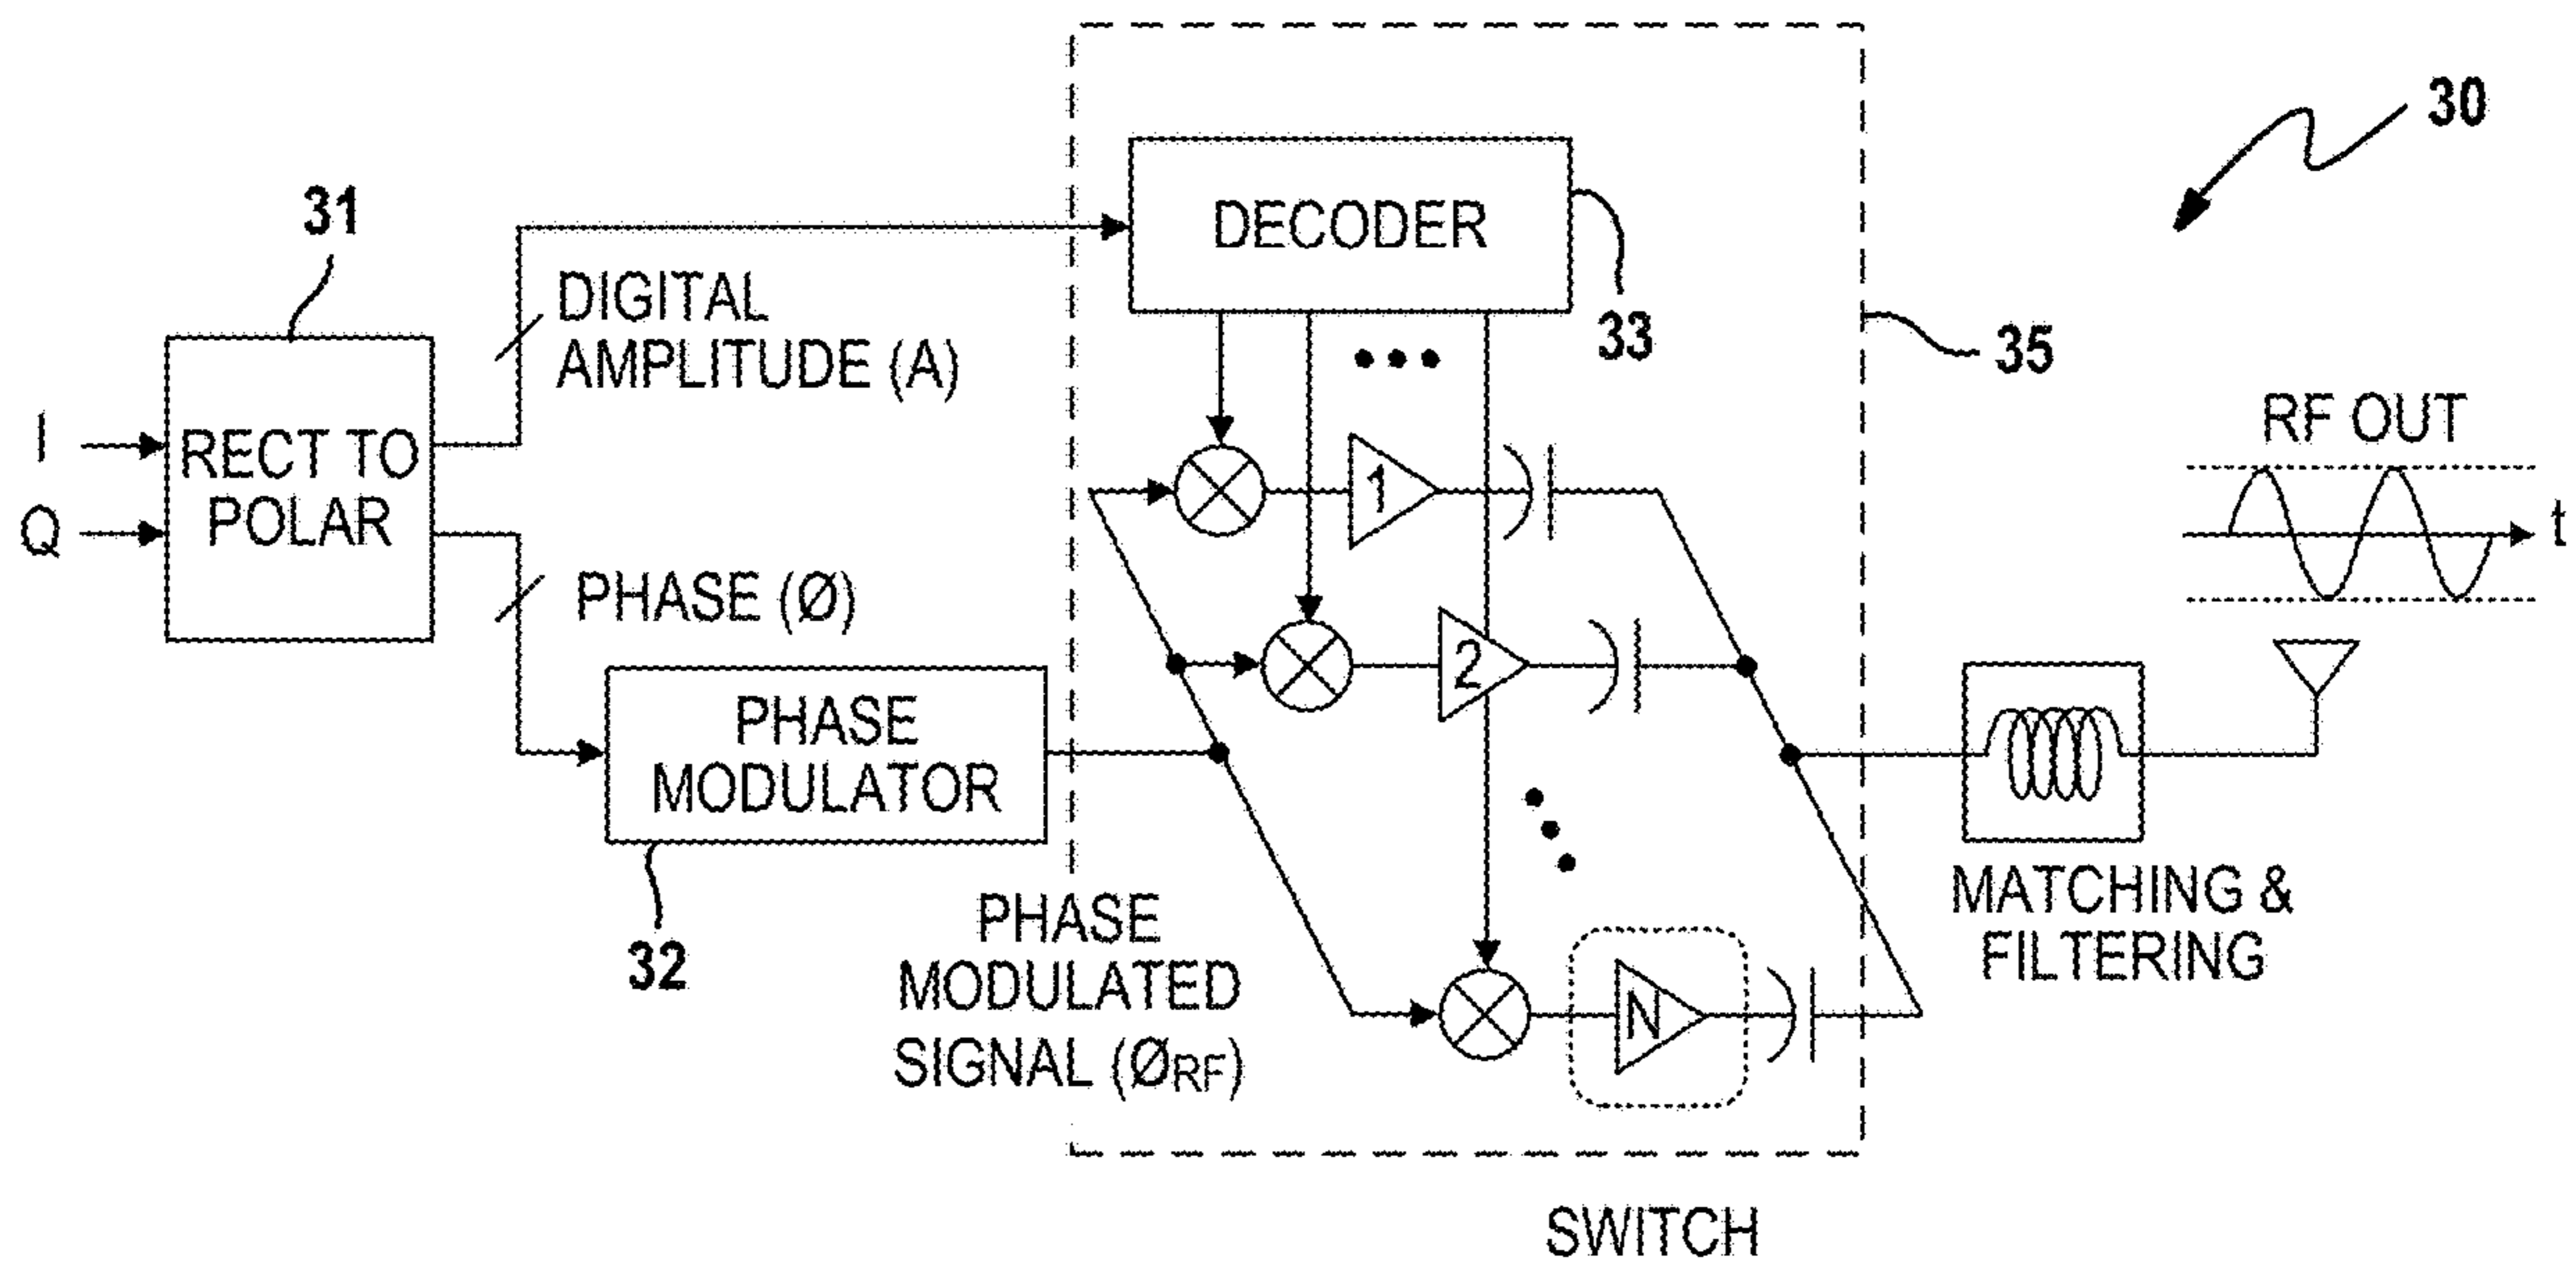 30
31
DECODER
DIGITAL
AMPLITUDE (A)
33
35
I
Q
RECT TO
POLAR
RF OUT
1
t
PHASE (Ø)
2
PHASE
MODULATOR
MATCHING &
FILTERING
32
PHASE
MODULATED
SIGNAL (ØRF)
N
SWITCH